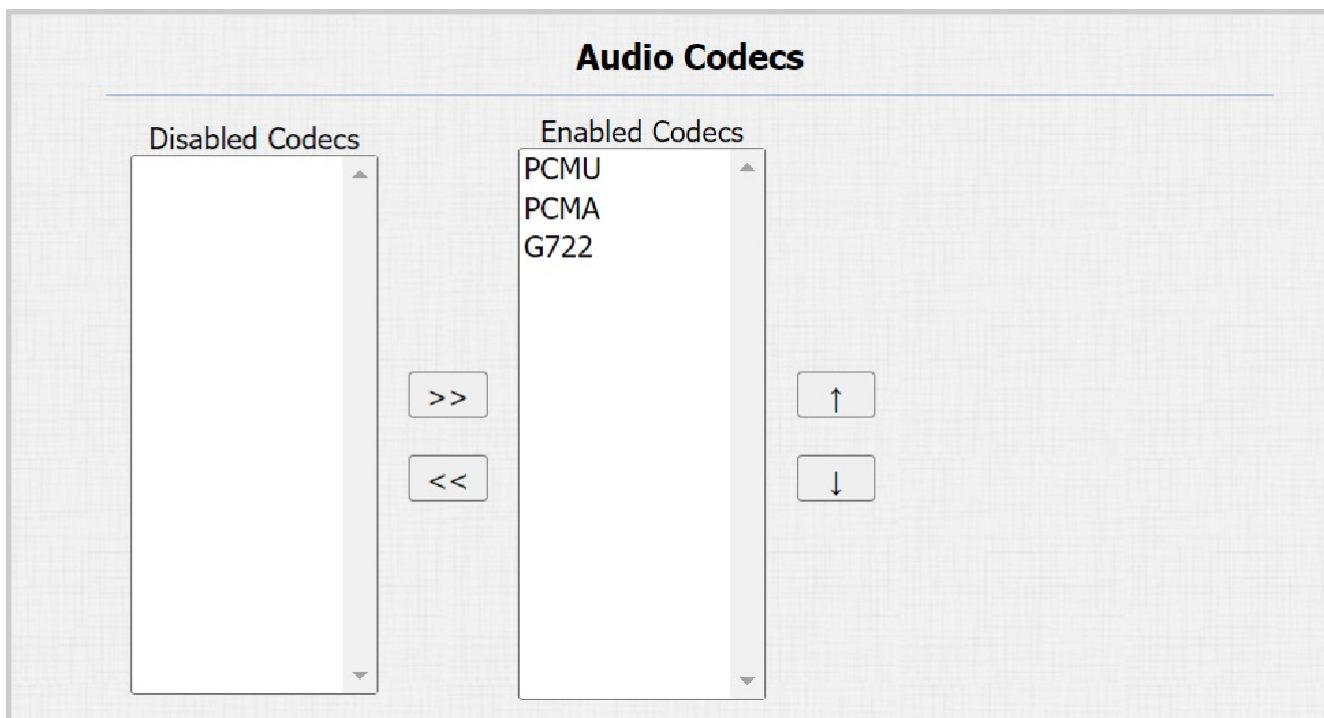 Audio Codecs
Disabled Codecs
Enabled Codecs
PCMU
PCMA
G722
>>
↑
<<
↓